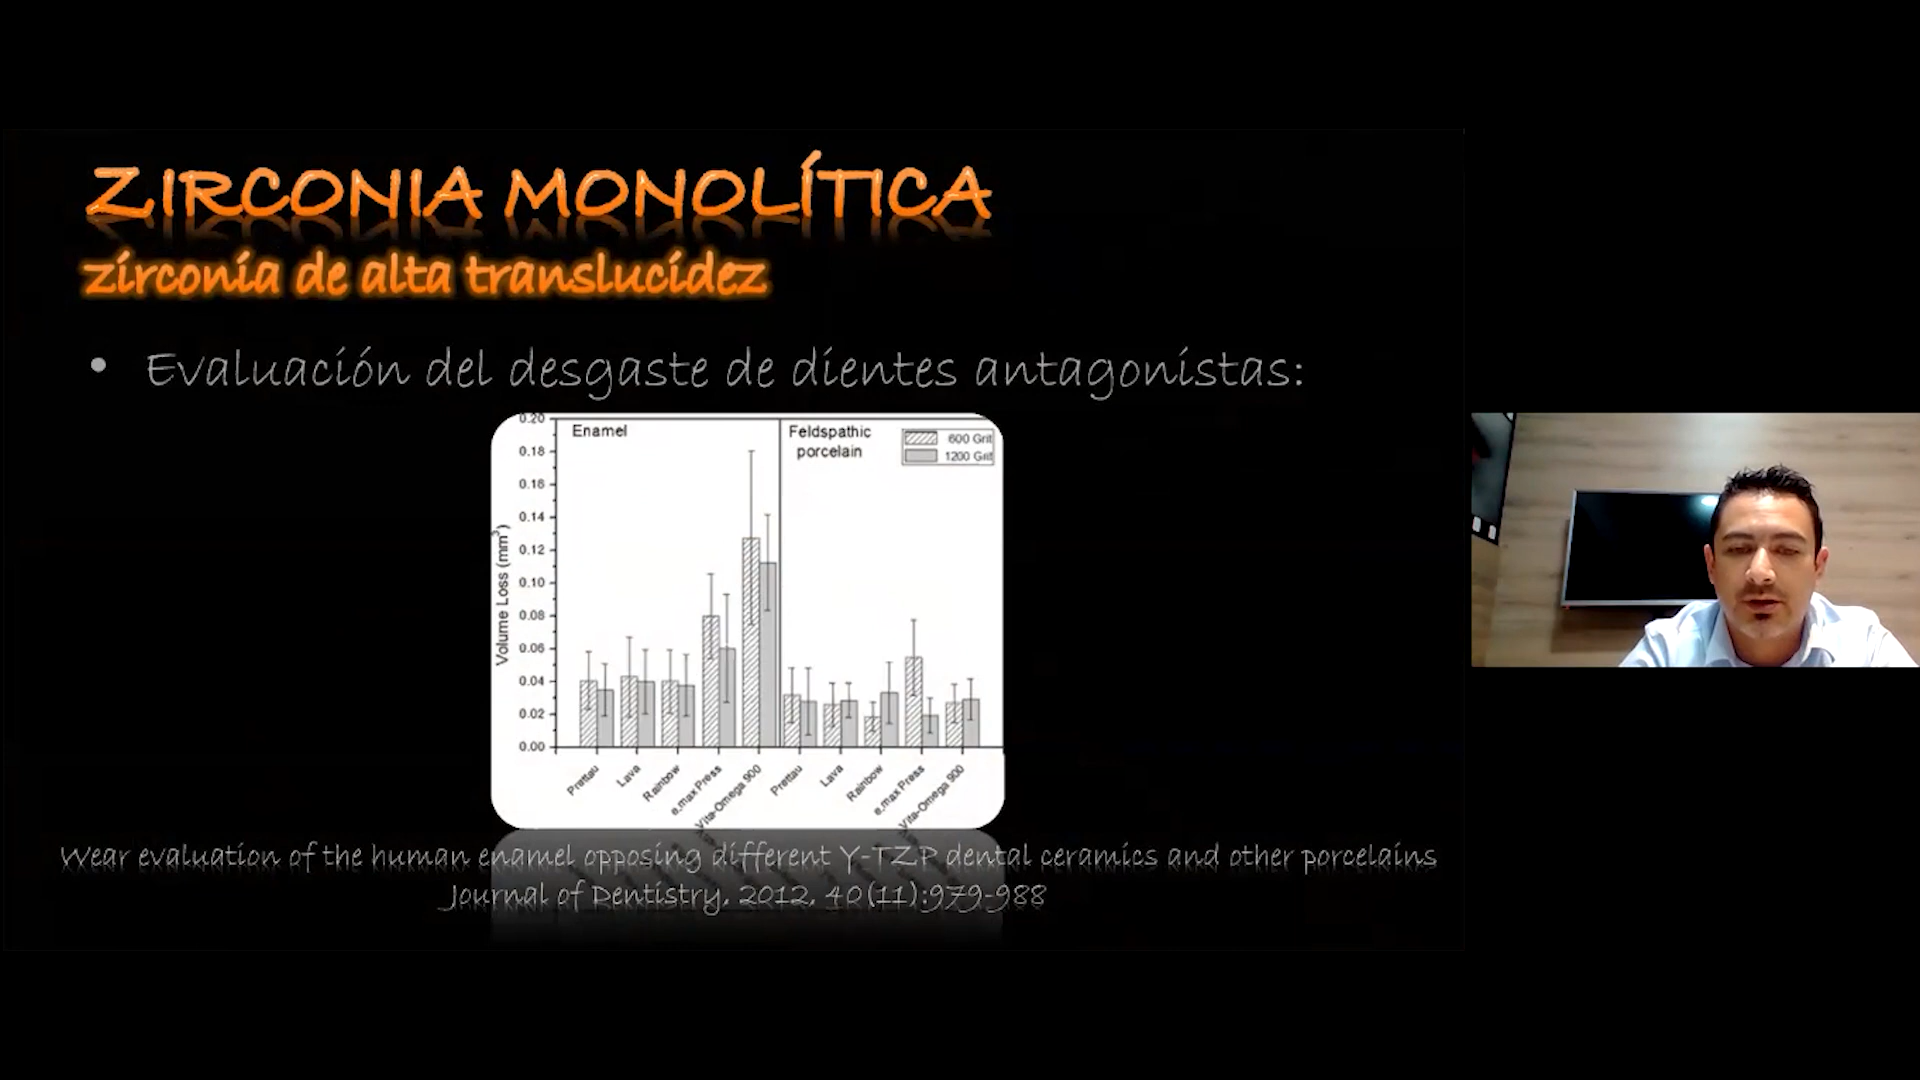 ZIRCONIA MONOLÍTICA
zirconia de alta translucidez
• Evaluación del desgaste de dientes antagonistas:
Enamel
Feldspathic
porcelain
600 Grit
1200 Grit
Volume Loss (mm³)
0.20
0.18
0.16
0.14
0.12
0.10
0.08
0.06
0.04
0.02
0.00
Prettau
Lava
Rainbow
e.max Press
Vita-Omega 900
Prettau
Lava
Rainbow
e.max Press
Vita-Omega 900
Wear evaluation of the human enamel opposing different Y-TZP dental ceramics and other porcelains
Journal of Dentistry, 2012, 40(11):979-988